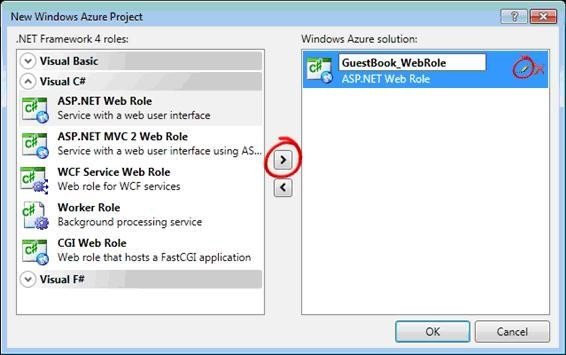 New Windows Azure Project
.NET Framework 4 roles:
Visual Basic
Visual C#
ASP.NET Web Role
Service with a web user interface
ASP.NET MVC 2 Web Role
Service with a web user interface using AS...
WCF Service Web Role
Web role for WCF services
Worker Role
Background processing service
CGI Web Role
Web role that hosts a FastCGI application
Visual F#
Windows Azure solution:
GuestBook_WebRole
ASP.NET Web Role
OK
Cancel